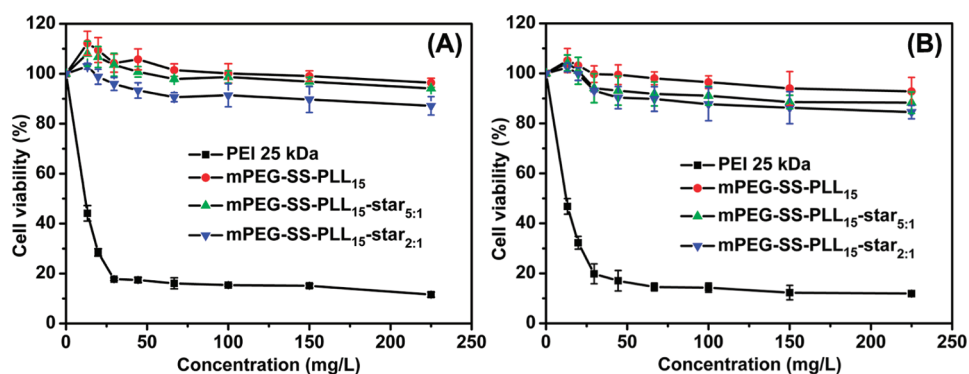 (A)
Cell viability (%)
120
100
80
60
40
20
0
PEI 25 kDa
mPEG-SS-PLL15
mPEG-SS-PLL15-star5:1
mPEG-SS-PLL15-star2:1
0 50 100 150 200 250
Concentration (mg/L)
(B)
Cell viability (%)
120
100
80
60
40
20
0
PEI 25 kDa
mPEG-SS-PLL15
mPEG-SS-PLL15-star5:1
mPEG-SS-PLL15-star2:1
0 50 100 150 200 250
Concentration (mg/L)